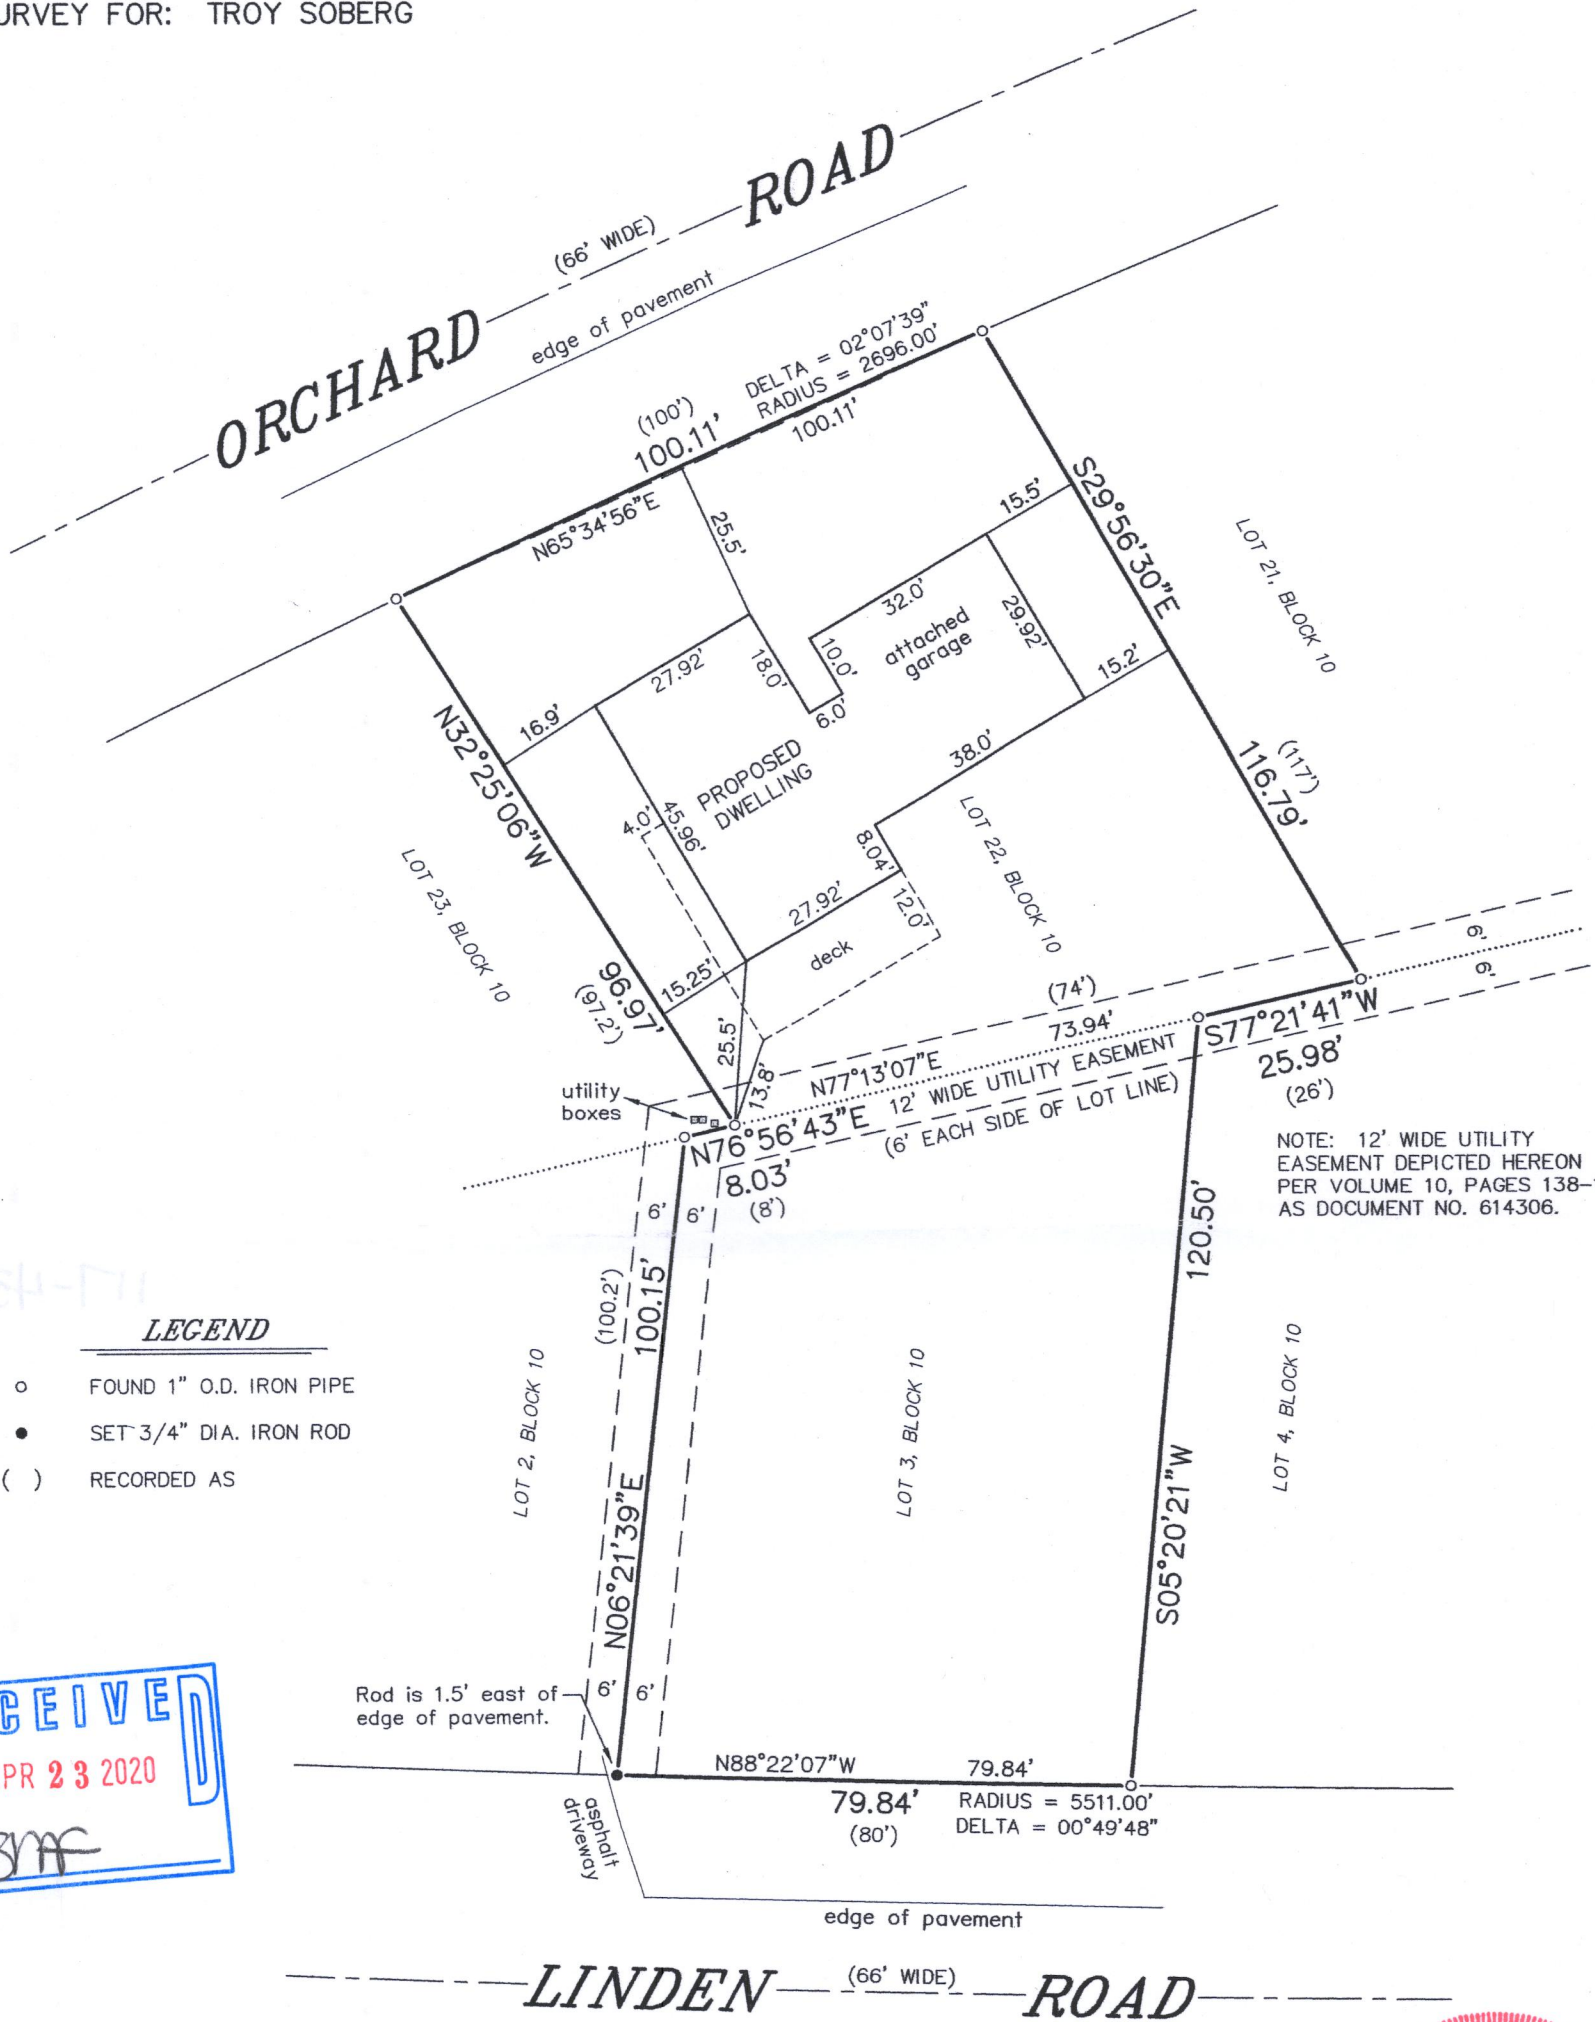 URVEY FOR: TROY SOBERG
ORCHARD
(66' WIDE)
ROAD
edge of pavement
DELTA = 02°07'39"
RADIUS = 2696.00'
(100')
100.11'
100.11'
N65°34'56"E
25.5'
15.5'
S29°56'30"E
LOT 21, BLOCK 10
32.0'
attached
garage
29.92'
10.0'
18.0'
6.0'
27.92'
16.9'
15.2'
N32°25'06"W
PROPOSED
DWELLING
38.0'
(117')
116.79'
4.0'
45.96'
LOT 23, BLOCK 10
LOT 22, BLOCK 10
8.04'
27.92'
12.0'
deck
96.97'
(97.2')
15.25'
25.5'
13.8'
(74')
73.94'
6'
6'
S77°21'41"W
25.98'
(26')
N77°13'07"E
12' WIDE UTILITY EASEMENT
(6' EACH SIDE OF LOT LINE)
utility
boxes
N76°56'43"E
8.03'
(8')
NOTE: 12' WIDE UTILITY
EASEMENT DEPICTED HEREON
PER VOLUME 10, PAGES 138-
AS DOCUMENT NO. 614306.
6'
6'
(100.2')
100.15'
120.50'
LEGEND
FOUND 1" O.D. IRON PIPE
SET 3/4" DIA. IRON ROD
( ) RECORDED AS
LOT 2, BLOCK 10
LOT 3, BLOCK 10
LOT 4, BLOCK 10
N06°21'39"E
S05°20'21"W
CEIVED
PR 23 2020
Rod is 1.5' east of
edge of pavement.
6'
6'
N88°22'07"W
79.84'
79.84'
(80')
RADIUS = 5511.00'
DELTA = 00°49'48"
asphalt
driveway
edge of pavement
LINDEN
(66' WIDE)
ROAD